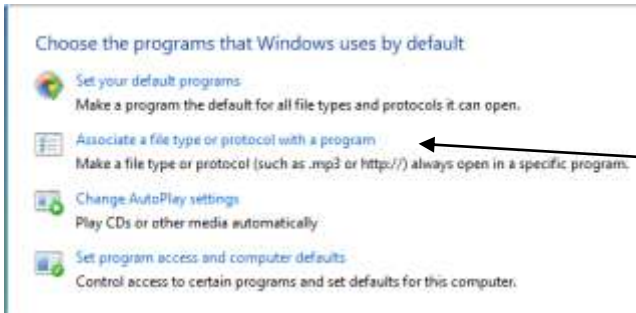 Choose the programs that Windows uses by default
Set your default programs
Make a program the default for all file types and protocols it can open.
Associate a file type or protocol with a program
Make a file type or protocol (such as .mp3 or http://) always open in a specific program.
Change AutoPlay settings
Play CDs or other media automatically
Set program access and computer defaults
Control access to certain programs and set defaults for this computer.